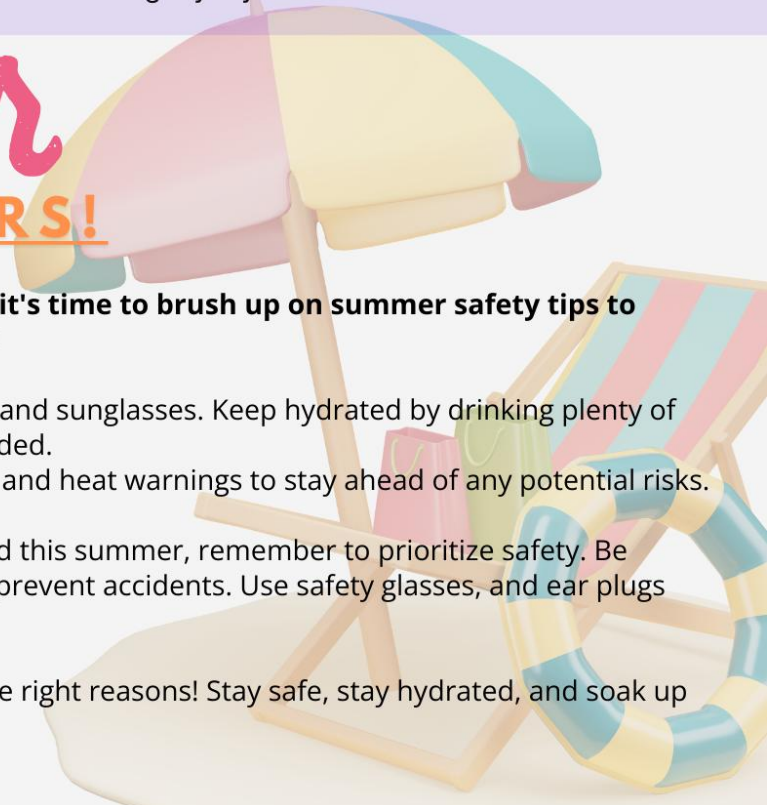 RS!
it's time to brush up on summer safety tips to
and sunglasses. Keep hydrated by drinking plenty of
ded.
and heat warnings to stay ahead of any potential risks.
d this summer, remember to prioritize safety. Be
prevent accidents. Use safety glasses, and ear plugs
e right reasons! Stay safe, stay hydrated, and soak up